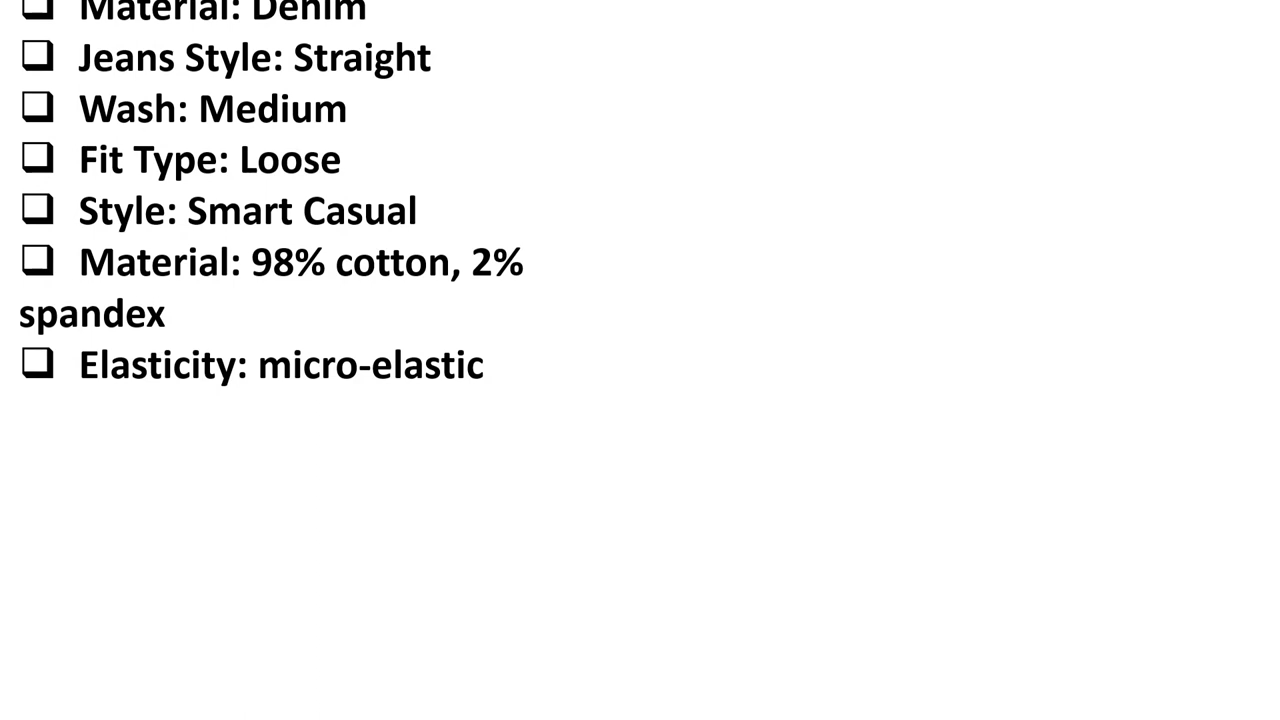 ❑ Material: Denim
❑ Jeans Style: Straight
❑ Wash: Medium
❑ Fit Type: Loose
❑ Style: Smart Casual
❑ Material: 98% cotton, 2%
spandex
❑ Elasticity: micro-elastic